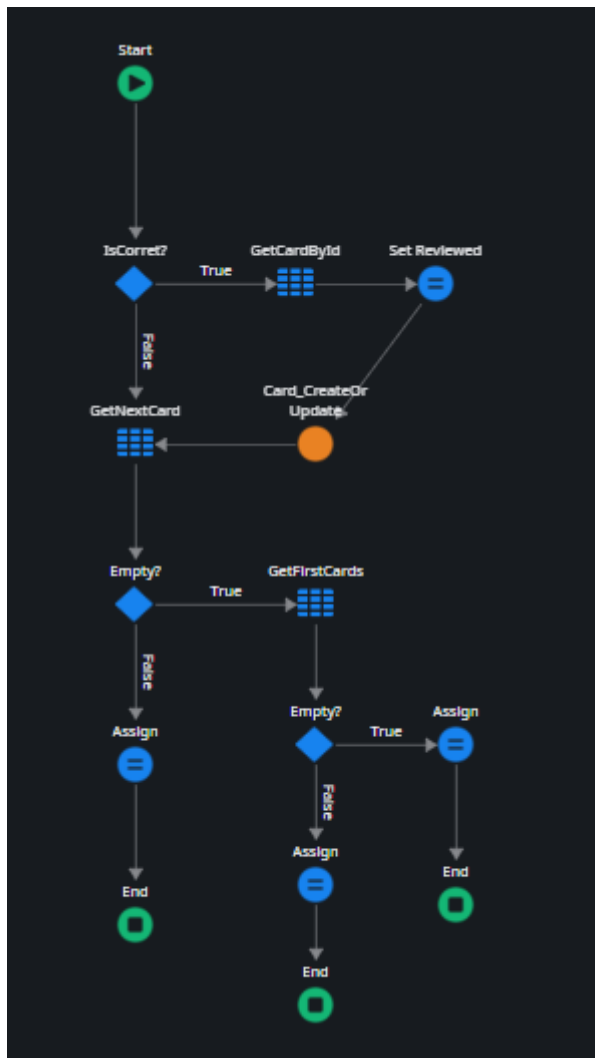 Start
IsCorret?
True
GetCardById
Set Reviewed
False
Card_CreateOr
Update
GetNextCard
Empty?
True
GetFirstCards
False
Assign
Empty?
True
Assign
False
Assign
End
End
End